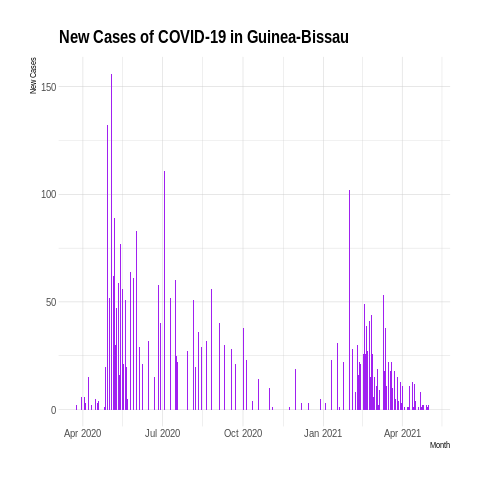 New Cases of COVID-19 in Guinea-Bissau
New Cases
150
100
50
0
Apr 2020 Jul 2020 Oct 2020 Jan 2021 Apr 2021
Month